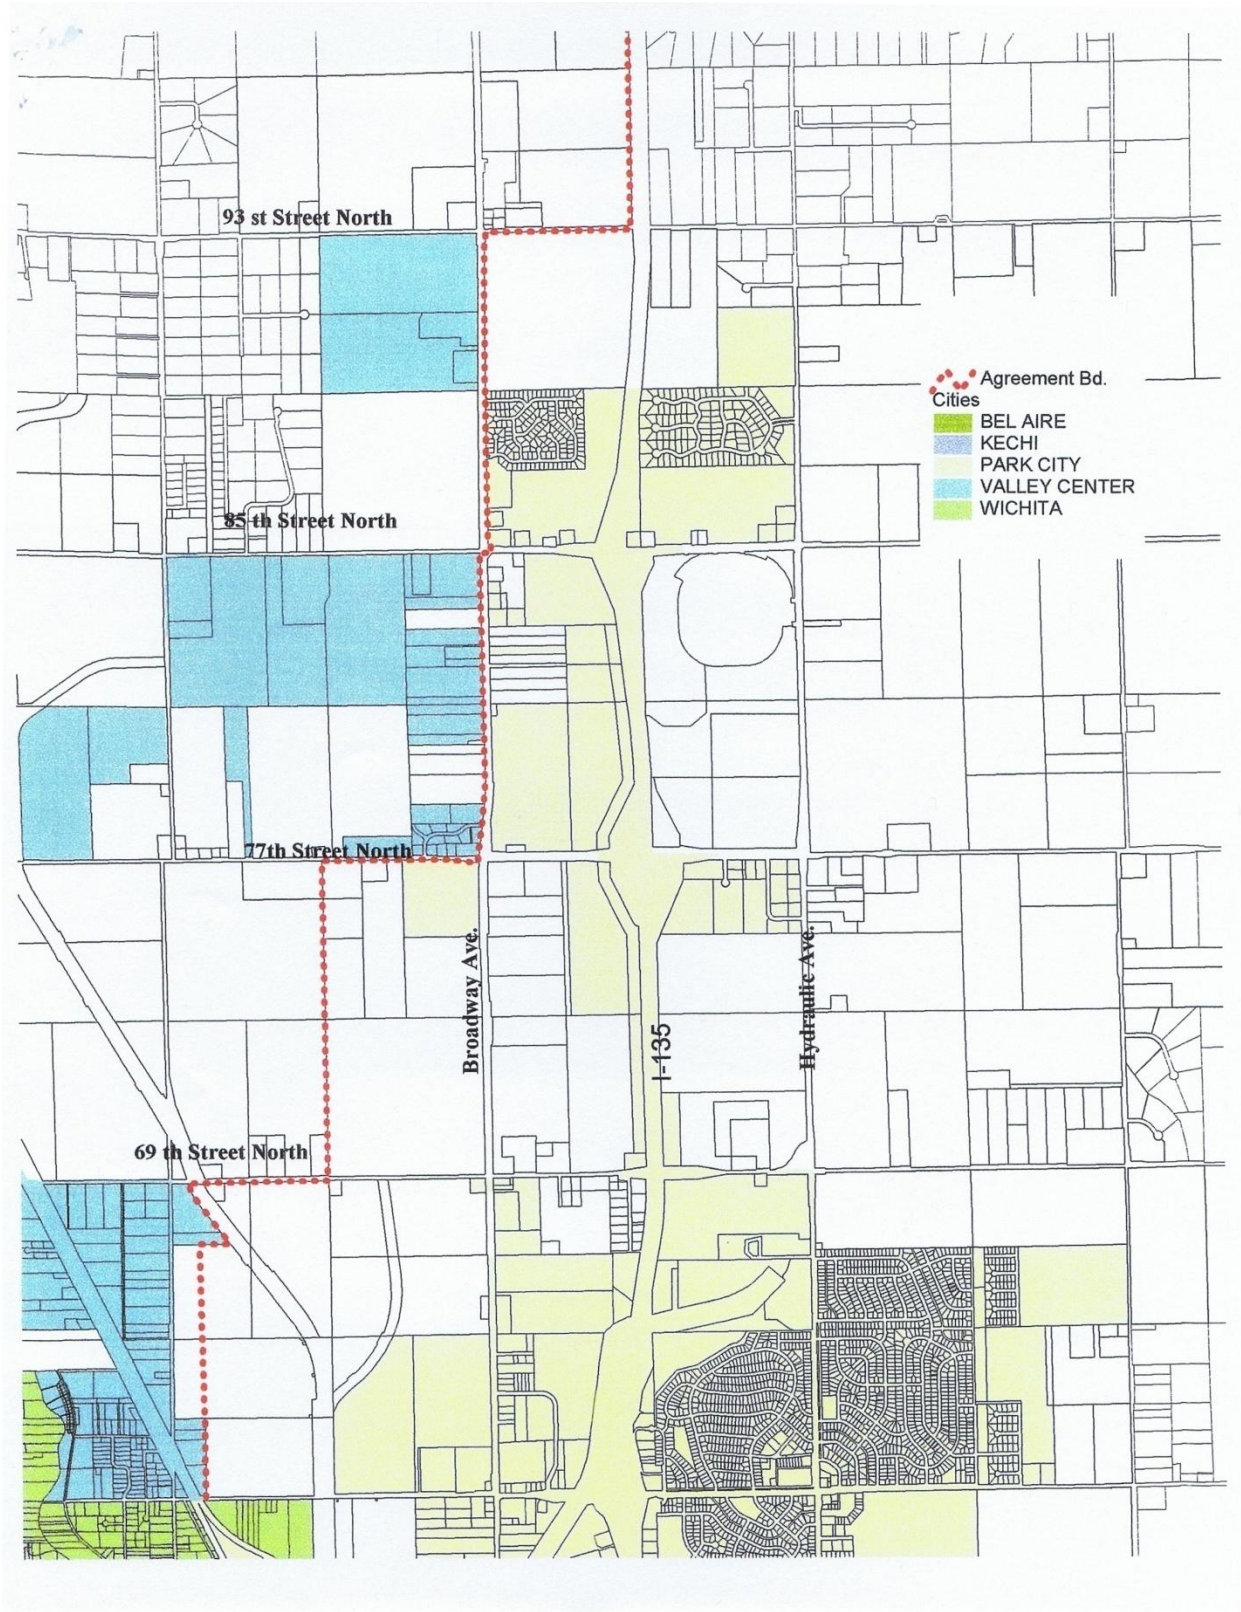 93 st Street North
Agreement Bd.
Cities
BEL AIRE
KECHI
PARK CITY
VALLEY CENTER
WICHITA
85 th Street North
77th Street North
Broadway Ave.
Hydraulic Ave.
I-135
69 th Street North